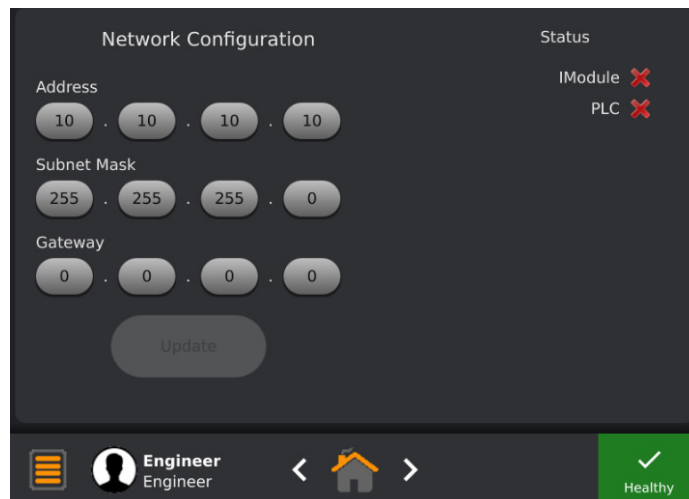 Network Configuration
Status
IModule
PLC
Address
10 . 10 . 10 . 10
Subnet Mask
255 . 255 . 255 . 0
Gateway
0 . 0 . 0 . 0
Update
Engineer
Engineer
Healthy